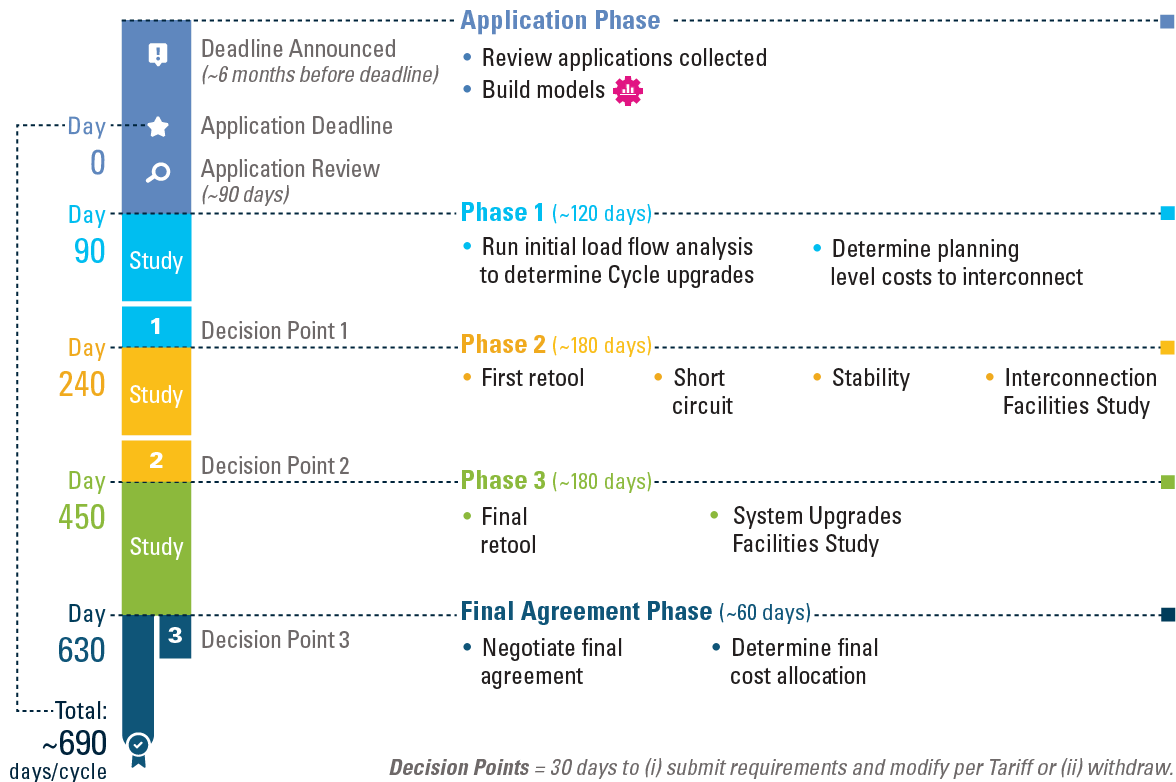 Application Phase
Deadline Announced
(~6 months before deadline)
• Review applications collected
• Build models
Day
0
Application Deadline
Application Review
(~90 days)
Day
90
Study
Phase 1 (~120 days)
• Run initial load flow analysis
to determine Cycle upgrades
• Determine planning
level costs to interconnect
1
Decision Point 1
Day
240
Study
Phase 2 (~180 days)
• First retool
• Short
circuit
• Stability
• Interconnection
Facilities Study
2
Decision Point 2
Day
450
Study
Phase 3 (~180 days)
• Final
retool
• System Upgrades
Facilities Study
Day
630
3
Decision Point 3
Final Agreement Phase (~60 days)
• Negotiate final
agreement
• Determine final
cost allocation
Total:
~690
days/cycle
Decision Points = 30 days to (i) submit requirements and modify per Tariff or (ii) withdraw.